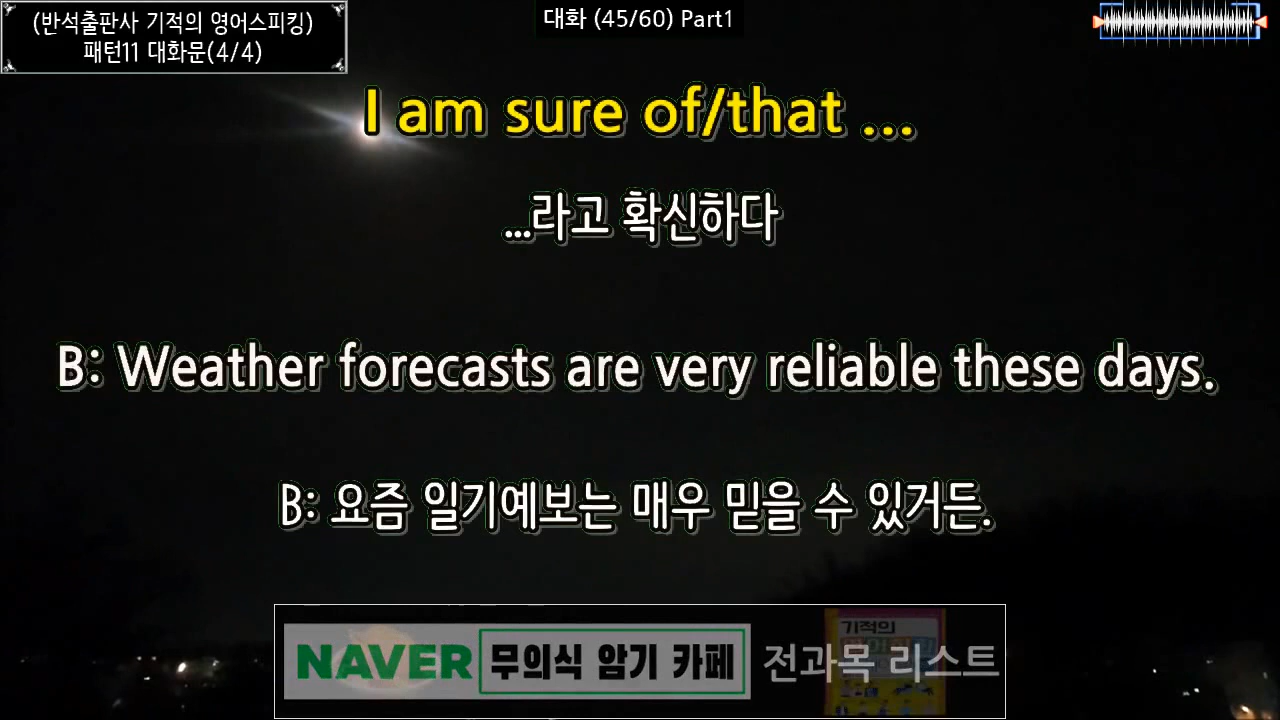 (반석출판사 기적의 영어스피킹)
패턴11 대화문(4/4)
대화 (45/60) Part1
I am sure of/that ...
...라고 확신하다
B: Weather forecasts are very reliable these days.
B: 요즘 일기예보는 매우 믿을 수 있거든.
NAVER 무의식 암기 카페 전과목 리스트
기적의